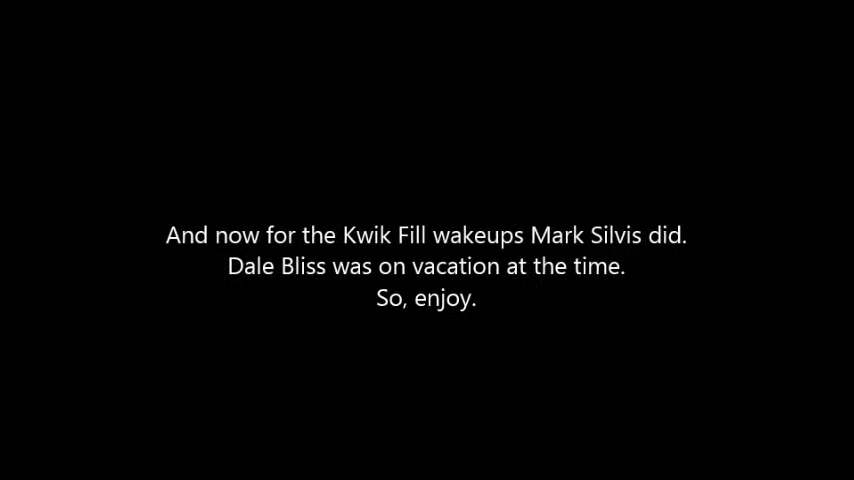 And now for the Kwik Fill wakeups Mark Silvis did.
Dale Bliss was on vacation at the time.
So, enjoy.